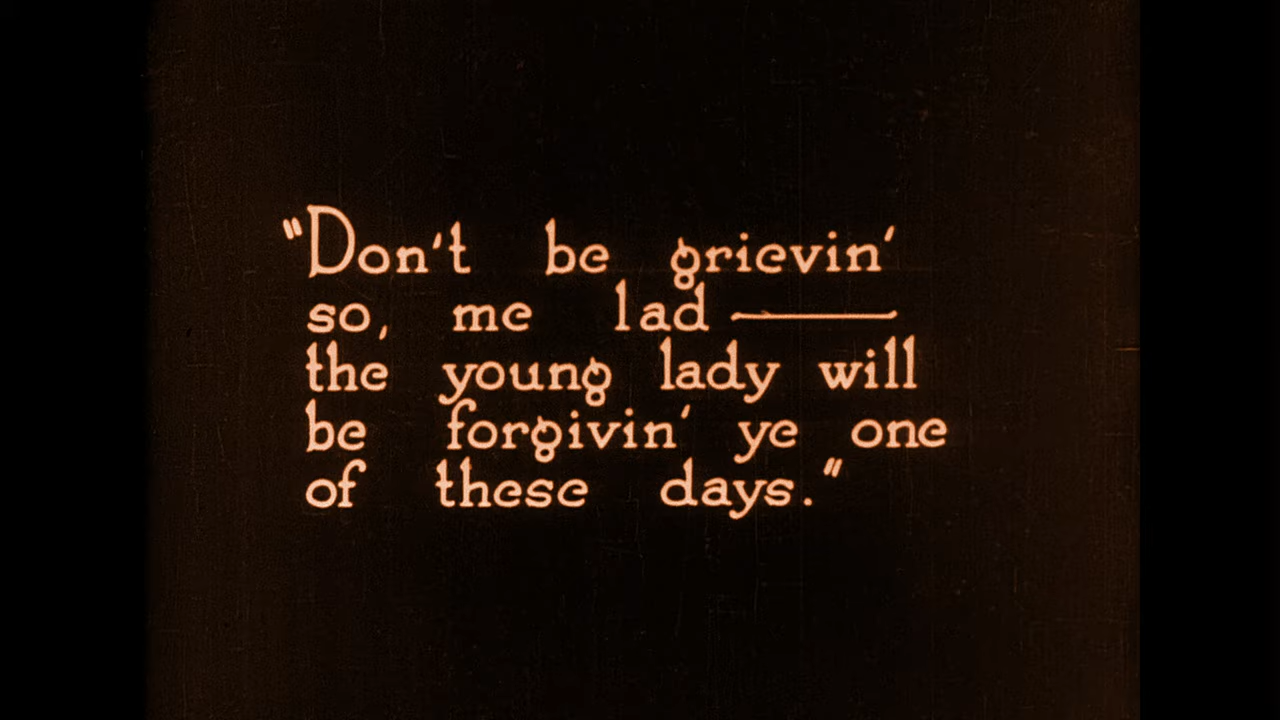 "Don't be grievin'
so, me lad ——
the young lady will
be forgivin' ye one
of these days."